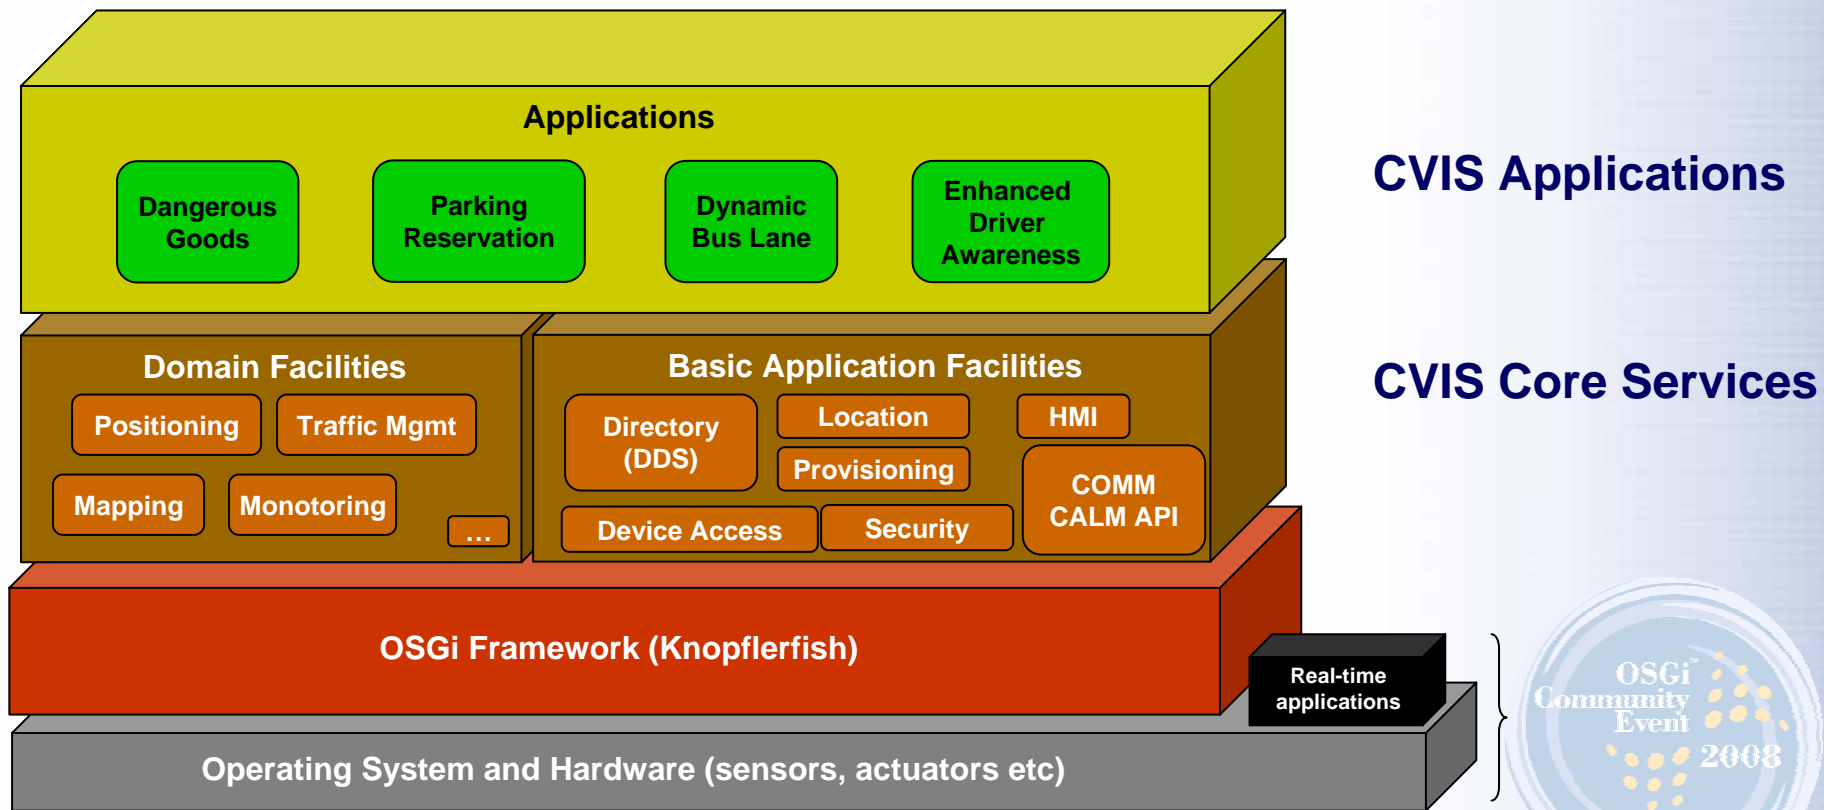 Applications
Dangerous
Goods
Parking
Reservation
Dynamic
Bus Lane
Enhanced
Driver
Awareness
CVIS Applications
Domain Facilities
Positioning
Traffic Mgmt
Mapping
Monotoring
...
Basic Application Facilities
Directory
(DDS)
Location
HMI
Provisioning
COMM
CALM API
Device Access
Security
CVIS Core Services
OSGi Framework (Knopflerfish)
Real-time
applications
Operating System and Hardware (sensors, actuators etc)
OSGi™
Community
Event
2008